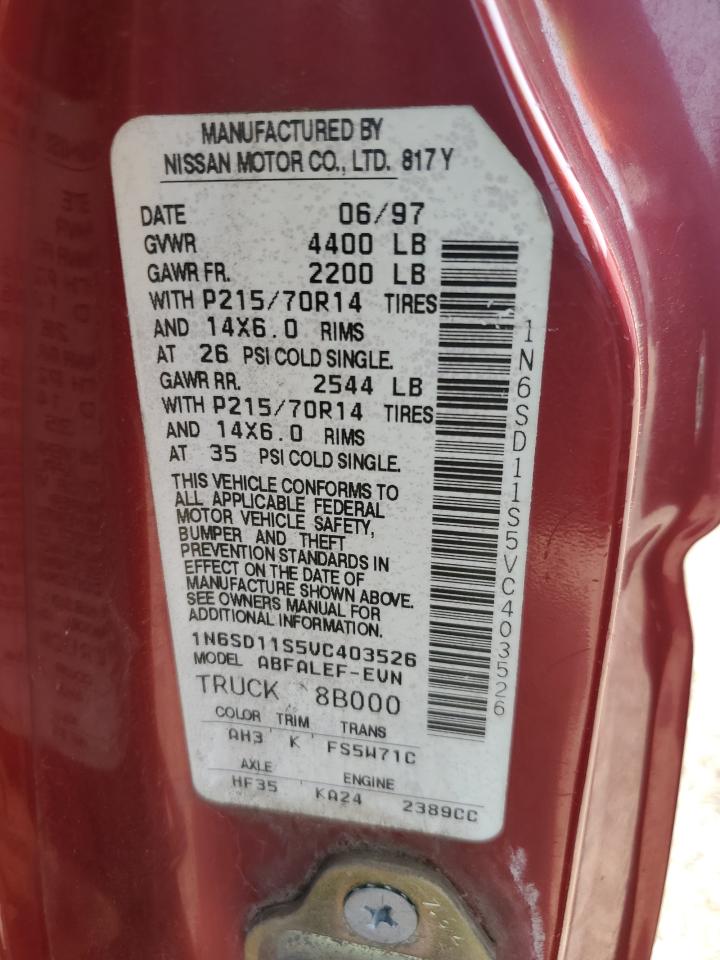 MANUFACTURED BY
NISSAN MOTOR CO., LTD. 817Y
DATE 06/97
GVWR 4400 LB
GAWR FR. 2200 LB
WITH P215/70R14 TIRES
AND 14X6.0 RIMS
AT 26 PSI COLD SINGLE.
GAWR RR. 2544 LB
WITH P215/70R14 TIRES
AND 14X6.0 RIMS
AT 35 PSI COLD SINGLE.
THIS VEHICLE CONFORMS TO
ALL APPLICABLE FEDERAL
MOTOR VEHICLE SAFETY,
BUMPER AND THEFT
PREVENTION STANDARDS IN
EFFECT ON THE DATE OF
MANUFACTURE SHOWN ABOVE.
SEE OWNERS MANUAL FOR
ADDITIONAL INFORMATION.
1N6SD11S5VC403526
MODEL ABFALEF-EVN
TRUCK 8B000
COLOR TRIM TRANS
AH3 K FS5W71C
AXLE ENGINE
HF35 KA24 2389CC
1N6SD11S5VC403526